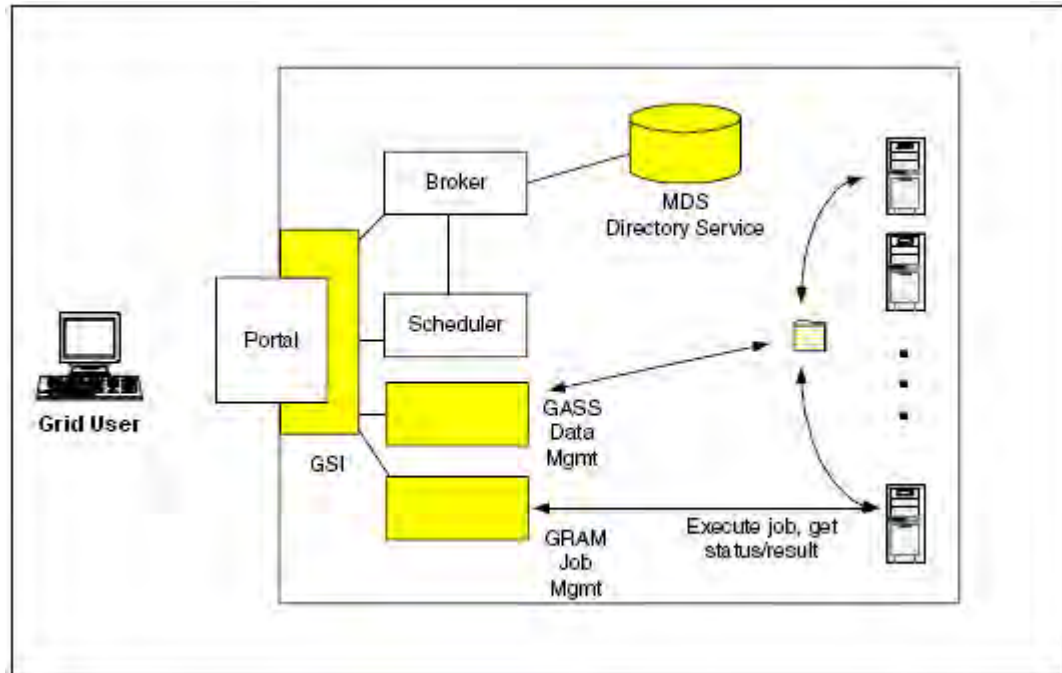 Broker
MDS
Directory Service
Portal
Scheduler
Grid User
GSI
GASS
Data
Mgmt
GRAM
Job
Mgmt
Execute job, get
status/result